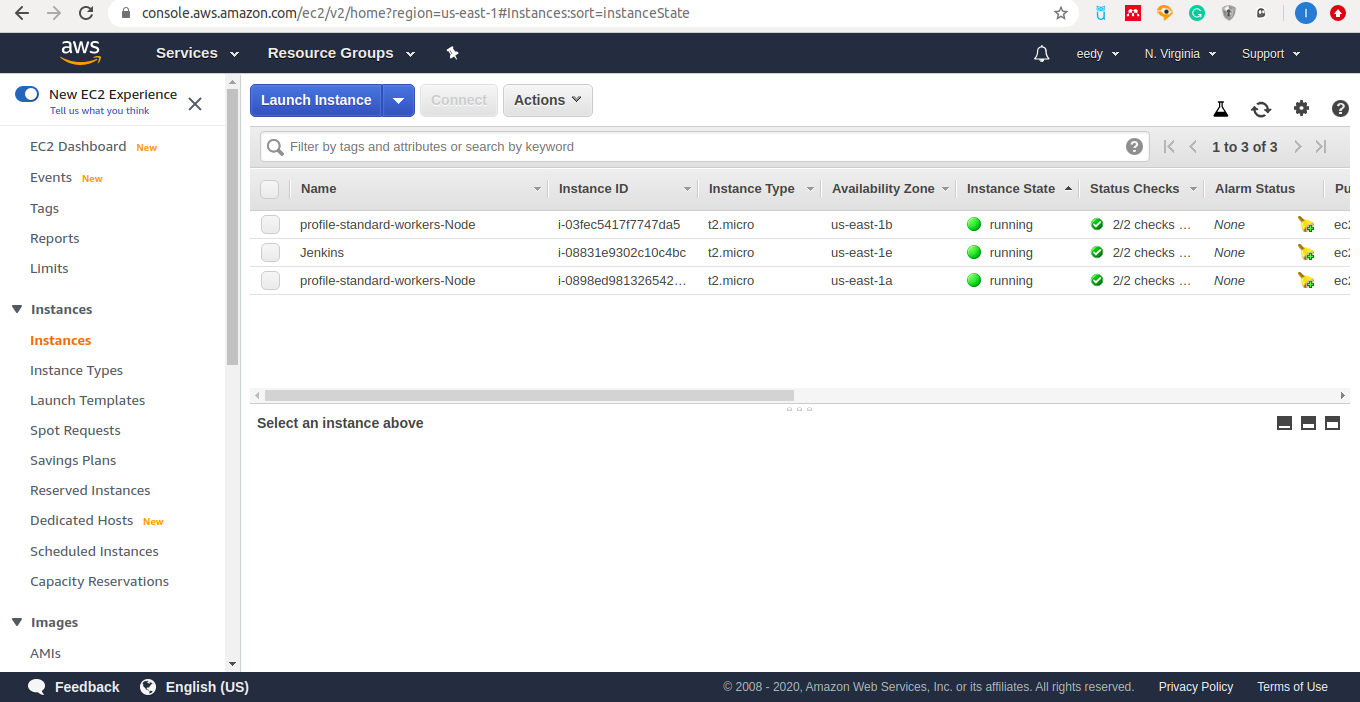 console.aws.amazon.com/ec2/v2/home?region=us-east-1#Instances:sort=instanceState
aws Services Resource Groups eedy N. Virginia Support
New EC2 Experience
Tell us what you think
EC2 Dashboard New
Events New
Tags
Reports
Limits
Instances
Instances
Instance Types
Launch Templates
Spot Requests
Savings Plans
Reserved Instances
Dedicated Hosts New
Scheduled Instances
Capacity Reservations
Images
AMIs
Launch Instance Connect Actions
Filter by tags and attributes or search by keyword 1 to 3 of 3
Name Instance ID Instance Type Availability Zone Instance State Status Checks Alarm Status Pu
profile-standard-workers-Node i-03fec5417f7747da5 t2.micro us-east-1b running 2/2 checks … None ec2
Jenkins i-08831e9302c10c4bc t2.micro us-east-1e running 2/2 checks … None ec2
profile-standard-workers-Node i-0898ed981326542… t2.micro us-east-1a running 2/2 checks … None ec2
Select an instance above
Feedback English (US) © 2008 - 2020, Amazon Web Services, Inc. or its affiliates. All rights reserved. Privacy Policy Terms of Use